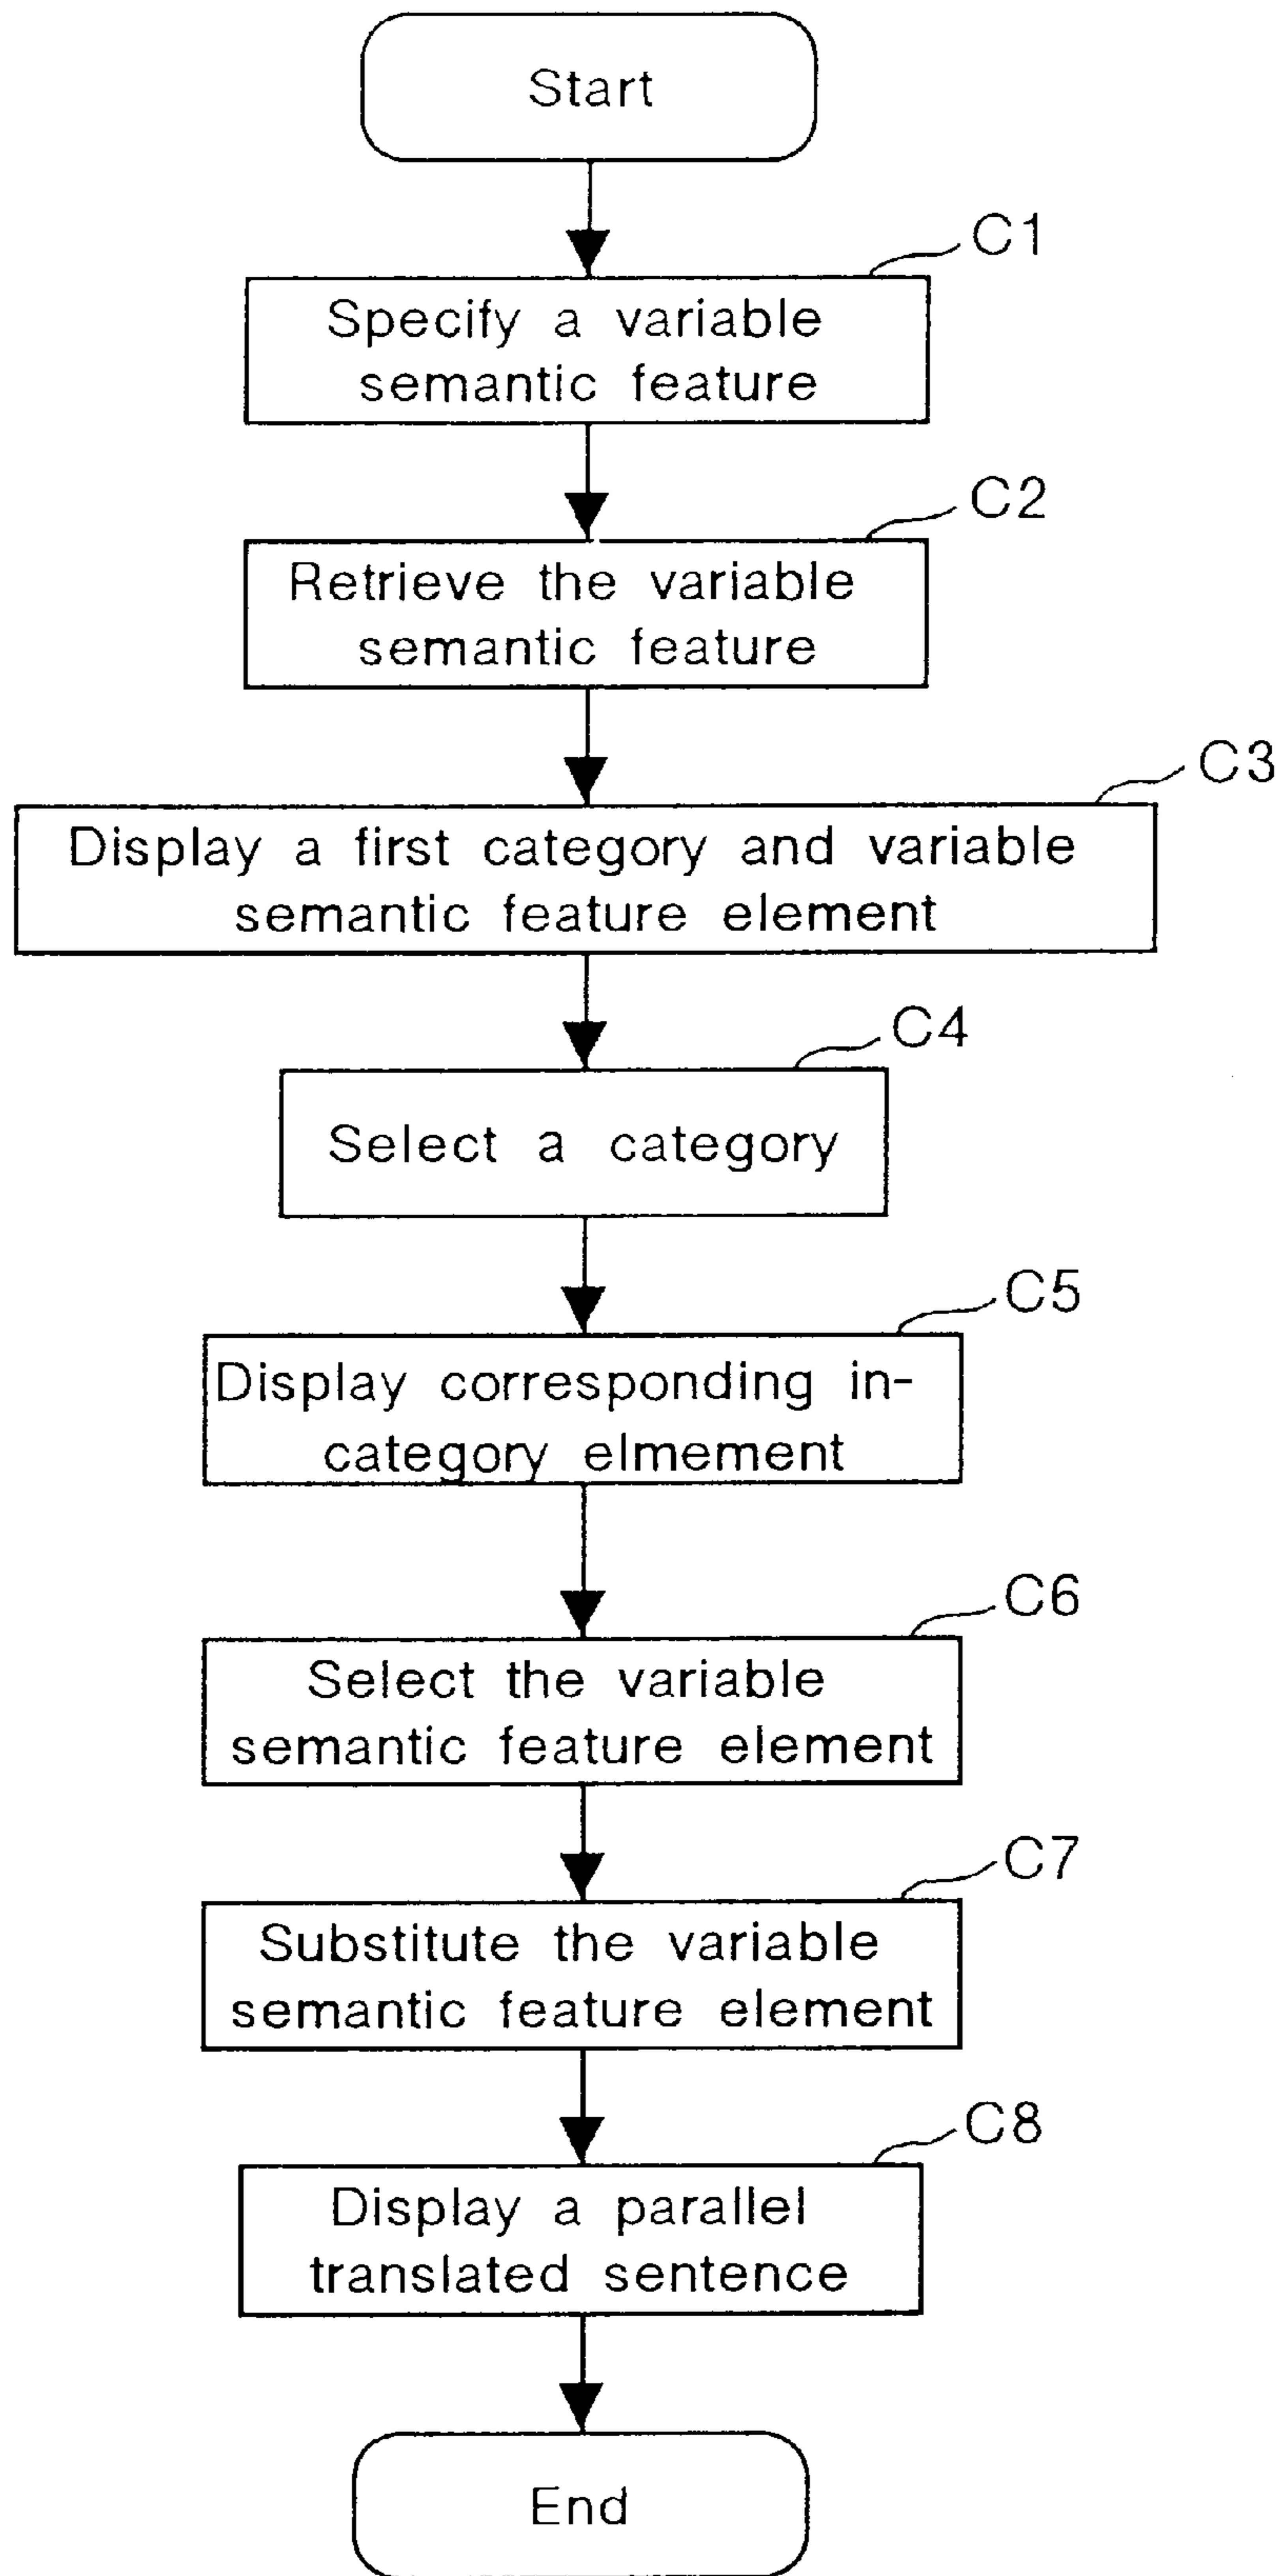 Start
C1
Specify a variable
semantic feature
C2
Retrieve the variable
semantic feature
C3
Display a first category and variable
semantic feature element
C4
Select a category
C5
Display corresponding in-
category elmement
C6
Select the variable
semantic feature element
C7
Substitute the variable
semantic feature element
C8
Display a parallel
translated sentence
End